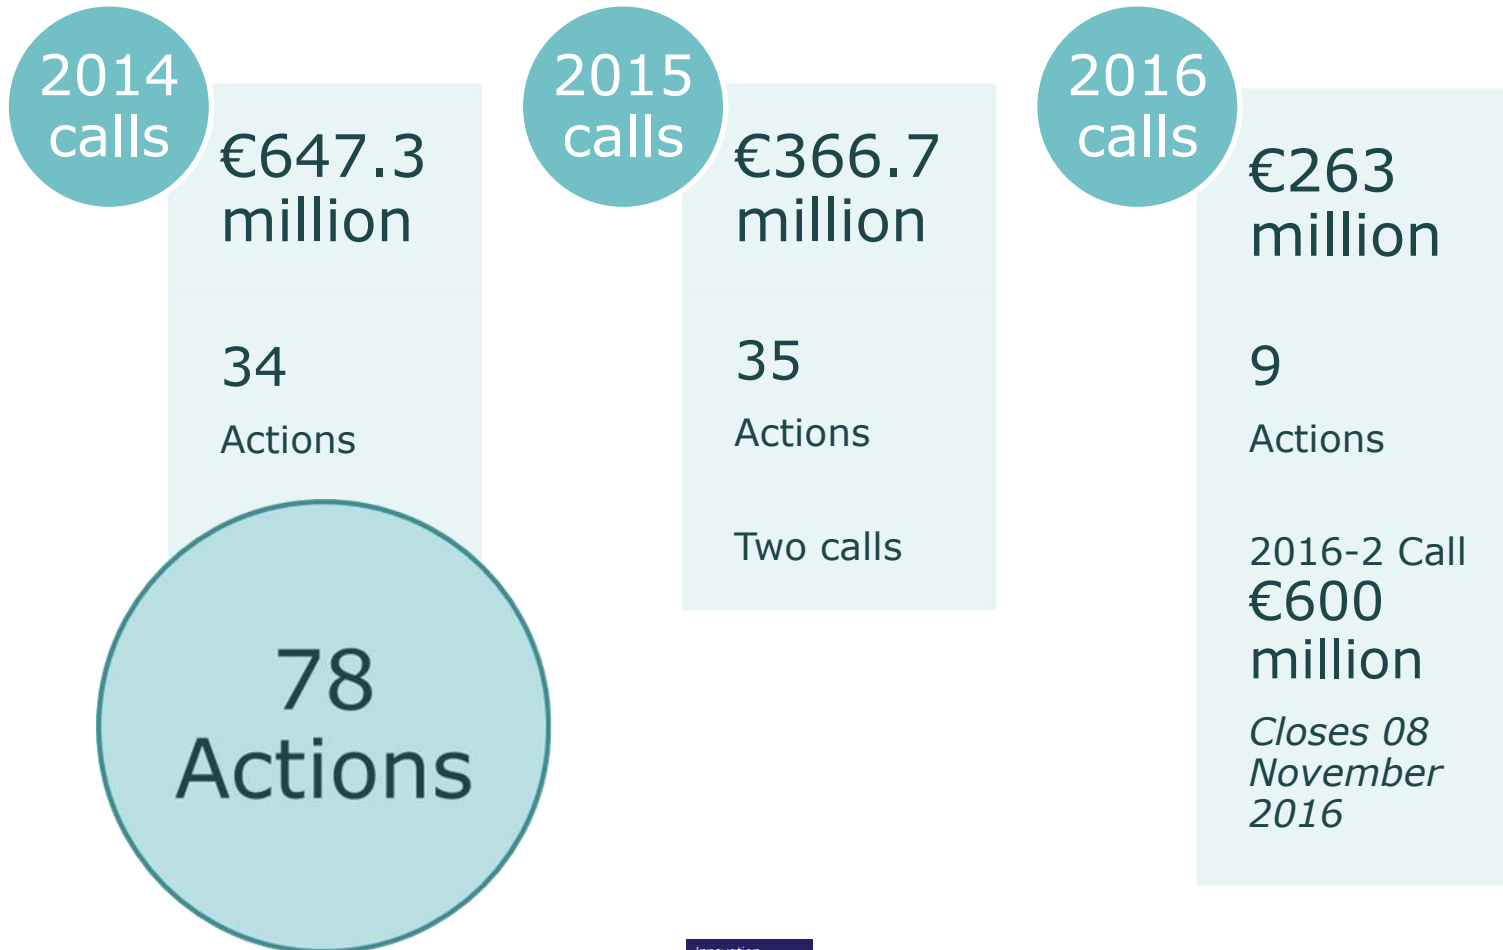 2014
calls
€647.3
million
34
Actions
78
Actions
2015
calls
€366.7
million
35
Actions
Two calls
2016
calls
€263
million
9
Actions
2016-2 Call
€600
million
Closes 08
November
2016
Innovation